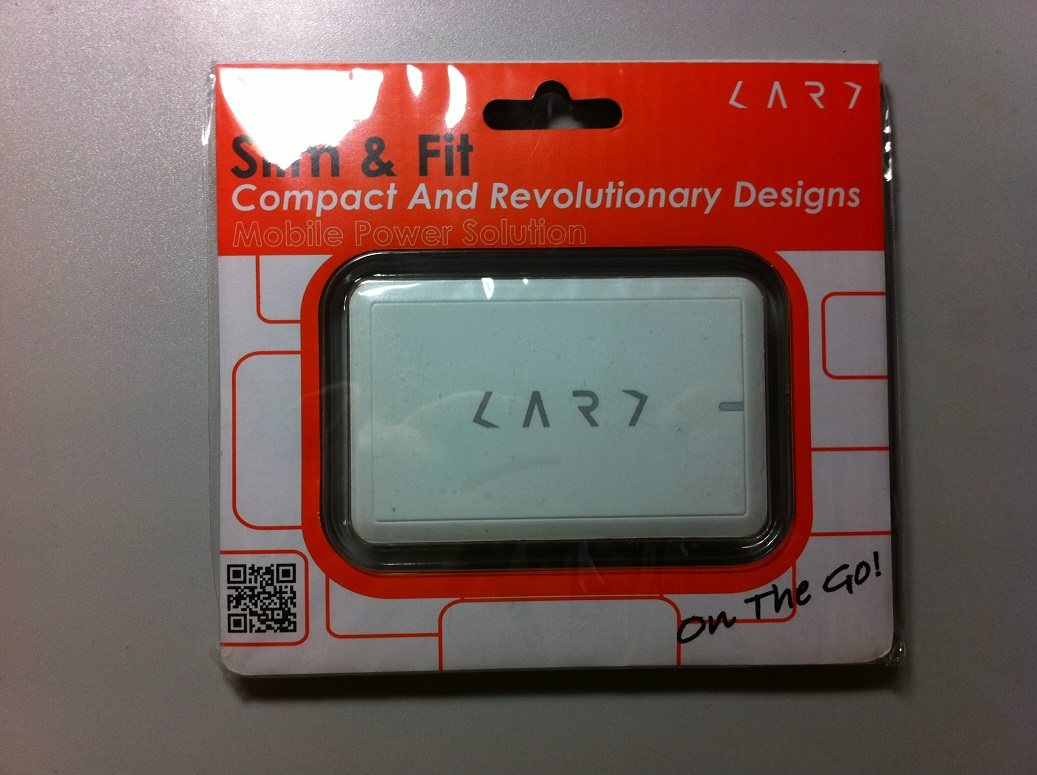 CARD
Slim & Fit
Compact And Revolutionary Designs
Mobile Power Solution
CARD
On The Go!